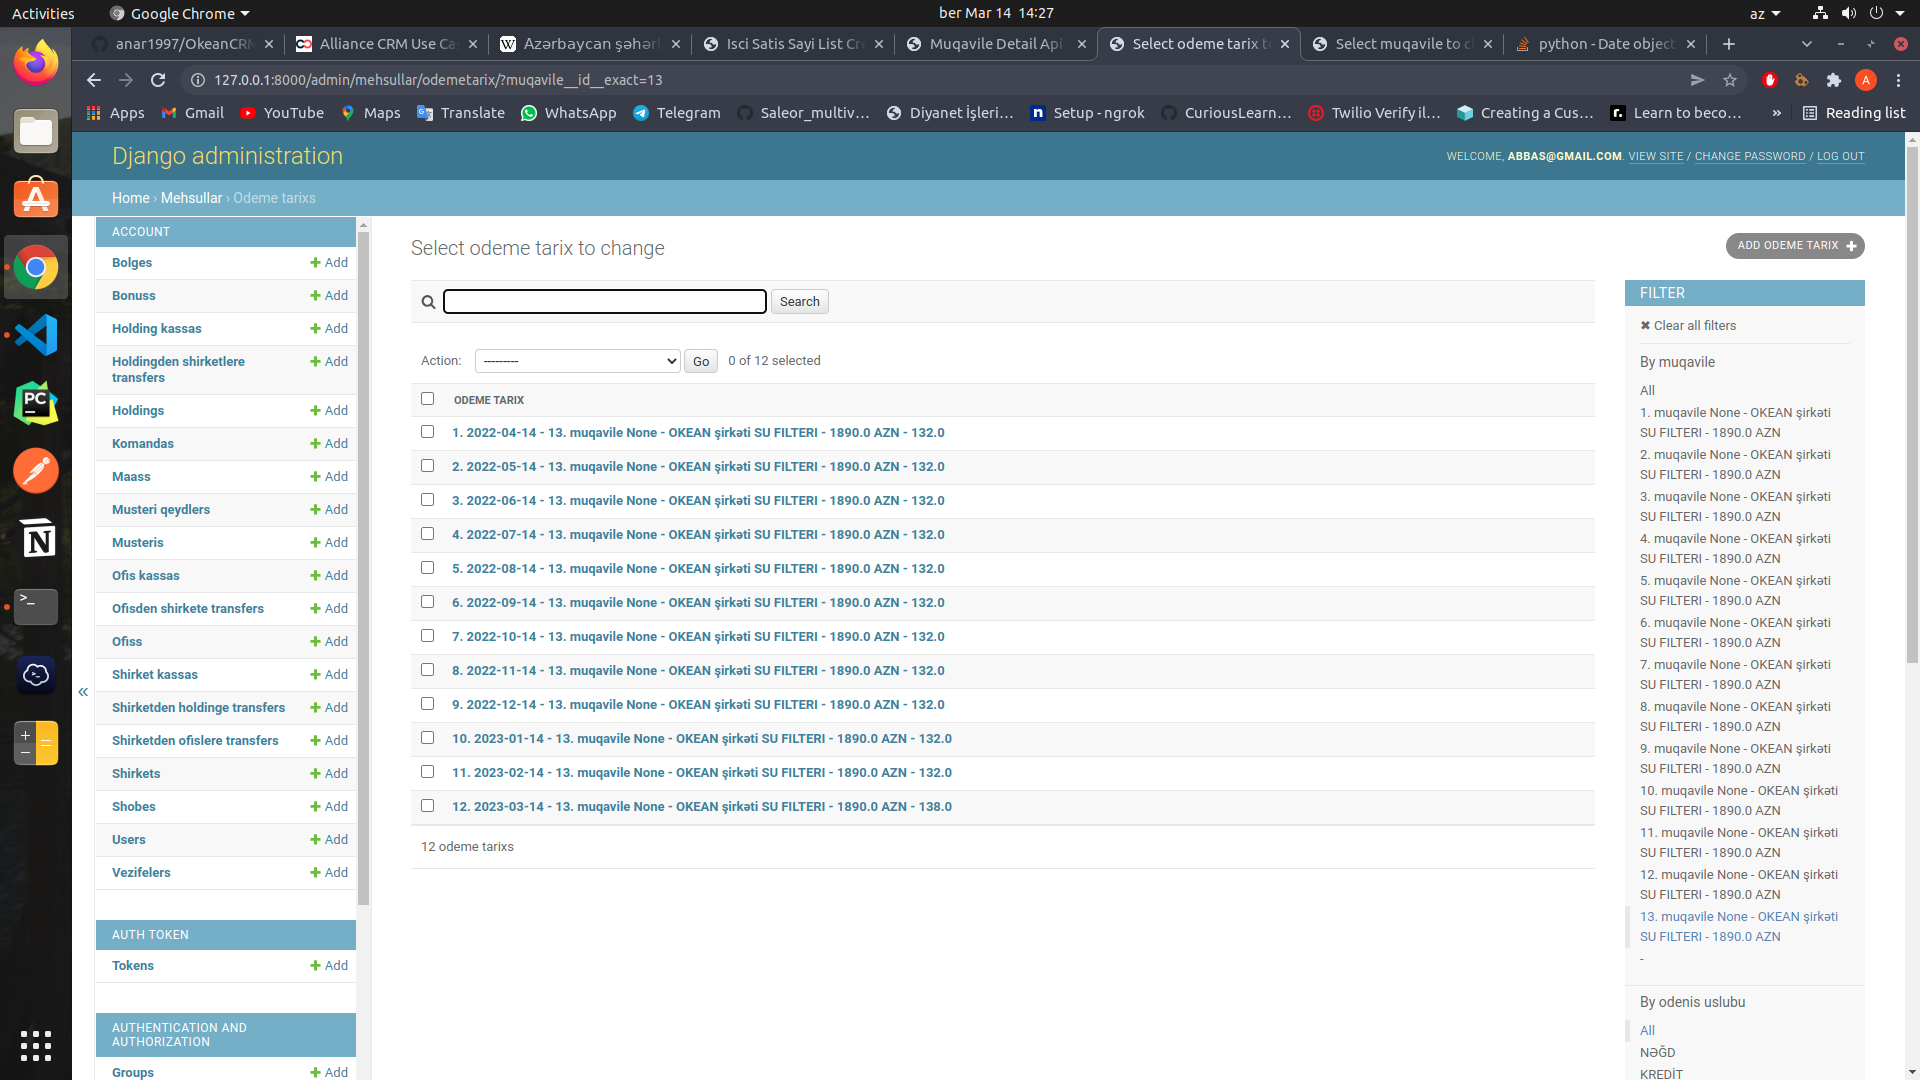 Activities
Google Chrome
ber Mar 14 14:27
az
anar1997/OkeanCRM
Alliance CRM Use Ca
Azərbaycan şəhərl
Isci Satis Sayi List Cr
Muqavile Detail Api -
Select odeme tarix t
Select muqavile to c
python - Date object
127.0.0.1:8000/admin/mehsullar/odemetarix/?muqavile__id__exact=13
A
Apps
Gmail
YouTube
Maps
Translate
WhatsApp
Telegram
Saleor_multiv…
Diyanet İşleri…
Setup - ngrok
CuriousLearn…
Twilio Verify il…
Creating a Cus…
Learn to beco…
»
Reading list
Django administration
WELCOME, ABBAS@GMAIL.COM. VIEW SITE / CHANGE PASSWORD / LOG OUT
Home › Mehsullar › Odeme tarixs
ACCOUNT
Bolges + Add
Bonuss + Add
Holding kassas + Add
Holdingden shirketlere + Add
transfers
Holdings + Add
Komandas + Add
Maass + Add
Musteri qeydlers + Add
Musteris + Add
Ofis kassas + Add
Ofisden shirkete transfers + Add
Ofiss + Add
Shirket kassas + Add
Shirketden holdinge transfers + Add
Shirketden ofislere transfers + Add
Shirkets + Add
Shobes + Add
Users + Add
Vezifelers + Add
AUTH TOKEN
Tokens + Add
AUTHENTICATION AND
AUTHORIZATION
Groups + Add
«
Select odeme tarix to change
ADD ODEME TARIX +
Search
Action: --------- Go 0 of 12 selected
ODEME TARIX
1. 2022-04-14 - 13. muqavile None - OKEAN şirkəti SU FILTERI - 1890.0 AZN - 132.0
2. 2022-05-14 - 13. muqavile None - OKEAN şirkəti SU FILTERI - 1890.0 AZN - 132.0
3. 2022-06-14 - 13. muqavile None - OKEAN şirkəti SU FILTERI - 1890.0 AZN - 132.0
4. 2022-07-14 - 13. muqavile None - OKEAN şirkəti SU FILTERI - 1890.0 AZN - 132.0
5. 2022-08-14 - 13. muqavile None - OKEAN şirkəti SU FILTERI - 1890.0 AZN - 132.0
6. 2022-09-14 - 13. muqavile None - OKEAN şirkəti SU FILTERI - 1890.0 AZN - 132.0
7. 2022-10-14 - 13. muqavile None - OKEAN şirkəti SU FILTERI - 1890.0 AZN - 132.0
8. 2022-11-14 - 13. muqavile None - OKEAN şirkəti SU FILTERI - 1890.0 AZN - 132.0
9. 2022-12-14 - 13. muqavile None - OKEAN şirkəti SU FILTERI - 1890.0 AZN - 132.0
10. 2023-01-14 - 13. muqavile None - OKEAN şirkəti SU FILTERI - 1890.0 AZN - 132.0
11. 2023-02-14 - 13. muqavile None - OKEAN şirkəti SU FILTERI - 1890.0 AZN - 132.0
12. 2023-03-14 - 13. muqavile None - OKEAN şirkəti SU FILTERI - 1890.0 AZN - 138.0
12 odeme tarixs
FILTER
✖ Clear all filters
By muqavile
All
1. muqavile None - OKEAN şirkəti
SU FILTERI - 1890.0 AZN
2. muqavile None - OKEAN şirkəti
SU FILTERI - 1890.0 AZN
3. muqavile None - OKEAN şirkəti
SU FILTERI - 1890.0 AZN
4. muqavile None - OKEAN şirkəti
SU FILTERI - 1890.0 AZN
5. muqavile None - OKEAN şirkəti
SU FILTERI - 1890.0 AZN
6. muqavile None - OKEAN şirkəti
SU FILTERI - 1890.0 AZN
7. muqavile None - OKEAN şirkəti
SU FILTERI - 1890.0 AZN
8. muqavile None - OKEAN şirkəti
SU FILTERI - 1890.0 AZN
9. muqavile None - OKEAN şirkəti
SU FILTERI - 1890.0 AZN
10. muqavile None - OKEAN şirkəti
SU FILTERI - 1890.0 AZN
11. muqavile None - OKEAN şirkəti
SU FILTERI - 1890.0 AZN
12. muqavile None - OKEAN şirkəti
SU FILTERI - 1890.0 AZN
13. muqavile None - OKEAN şirkəti
SU FILTERI - 1890.0 AZN
-
By odenis uslubu
All
NƏĞD
KREDİT